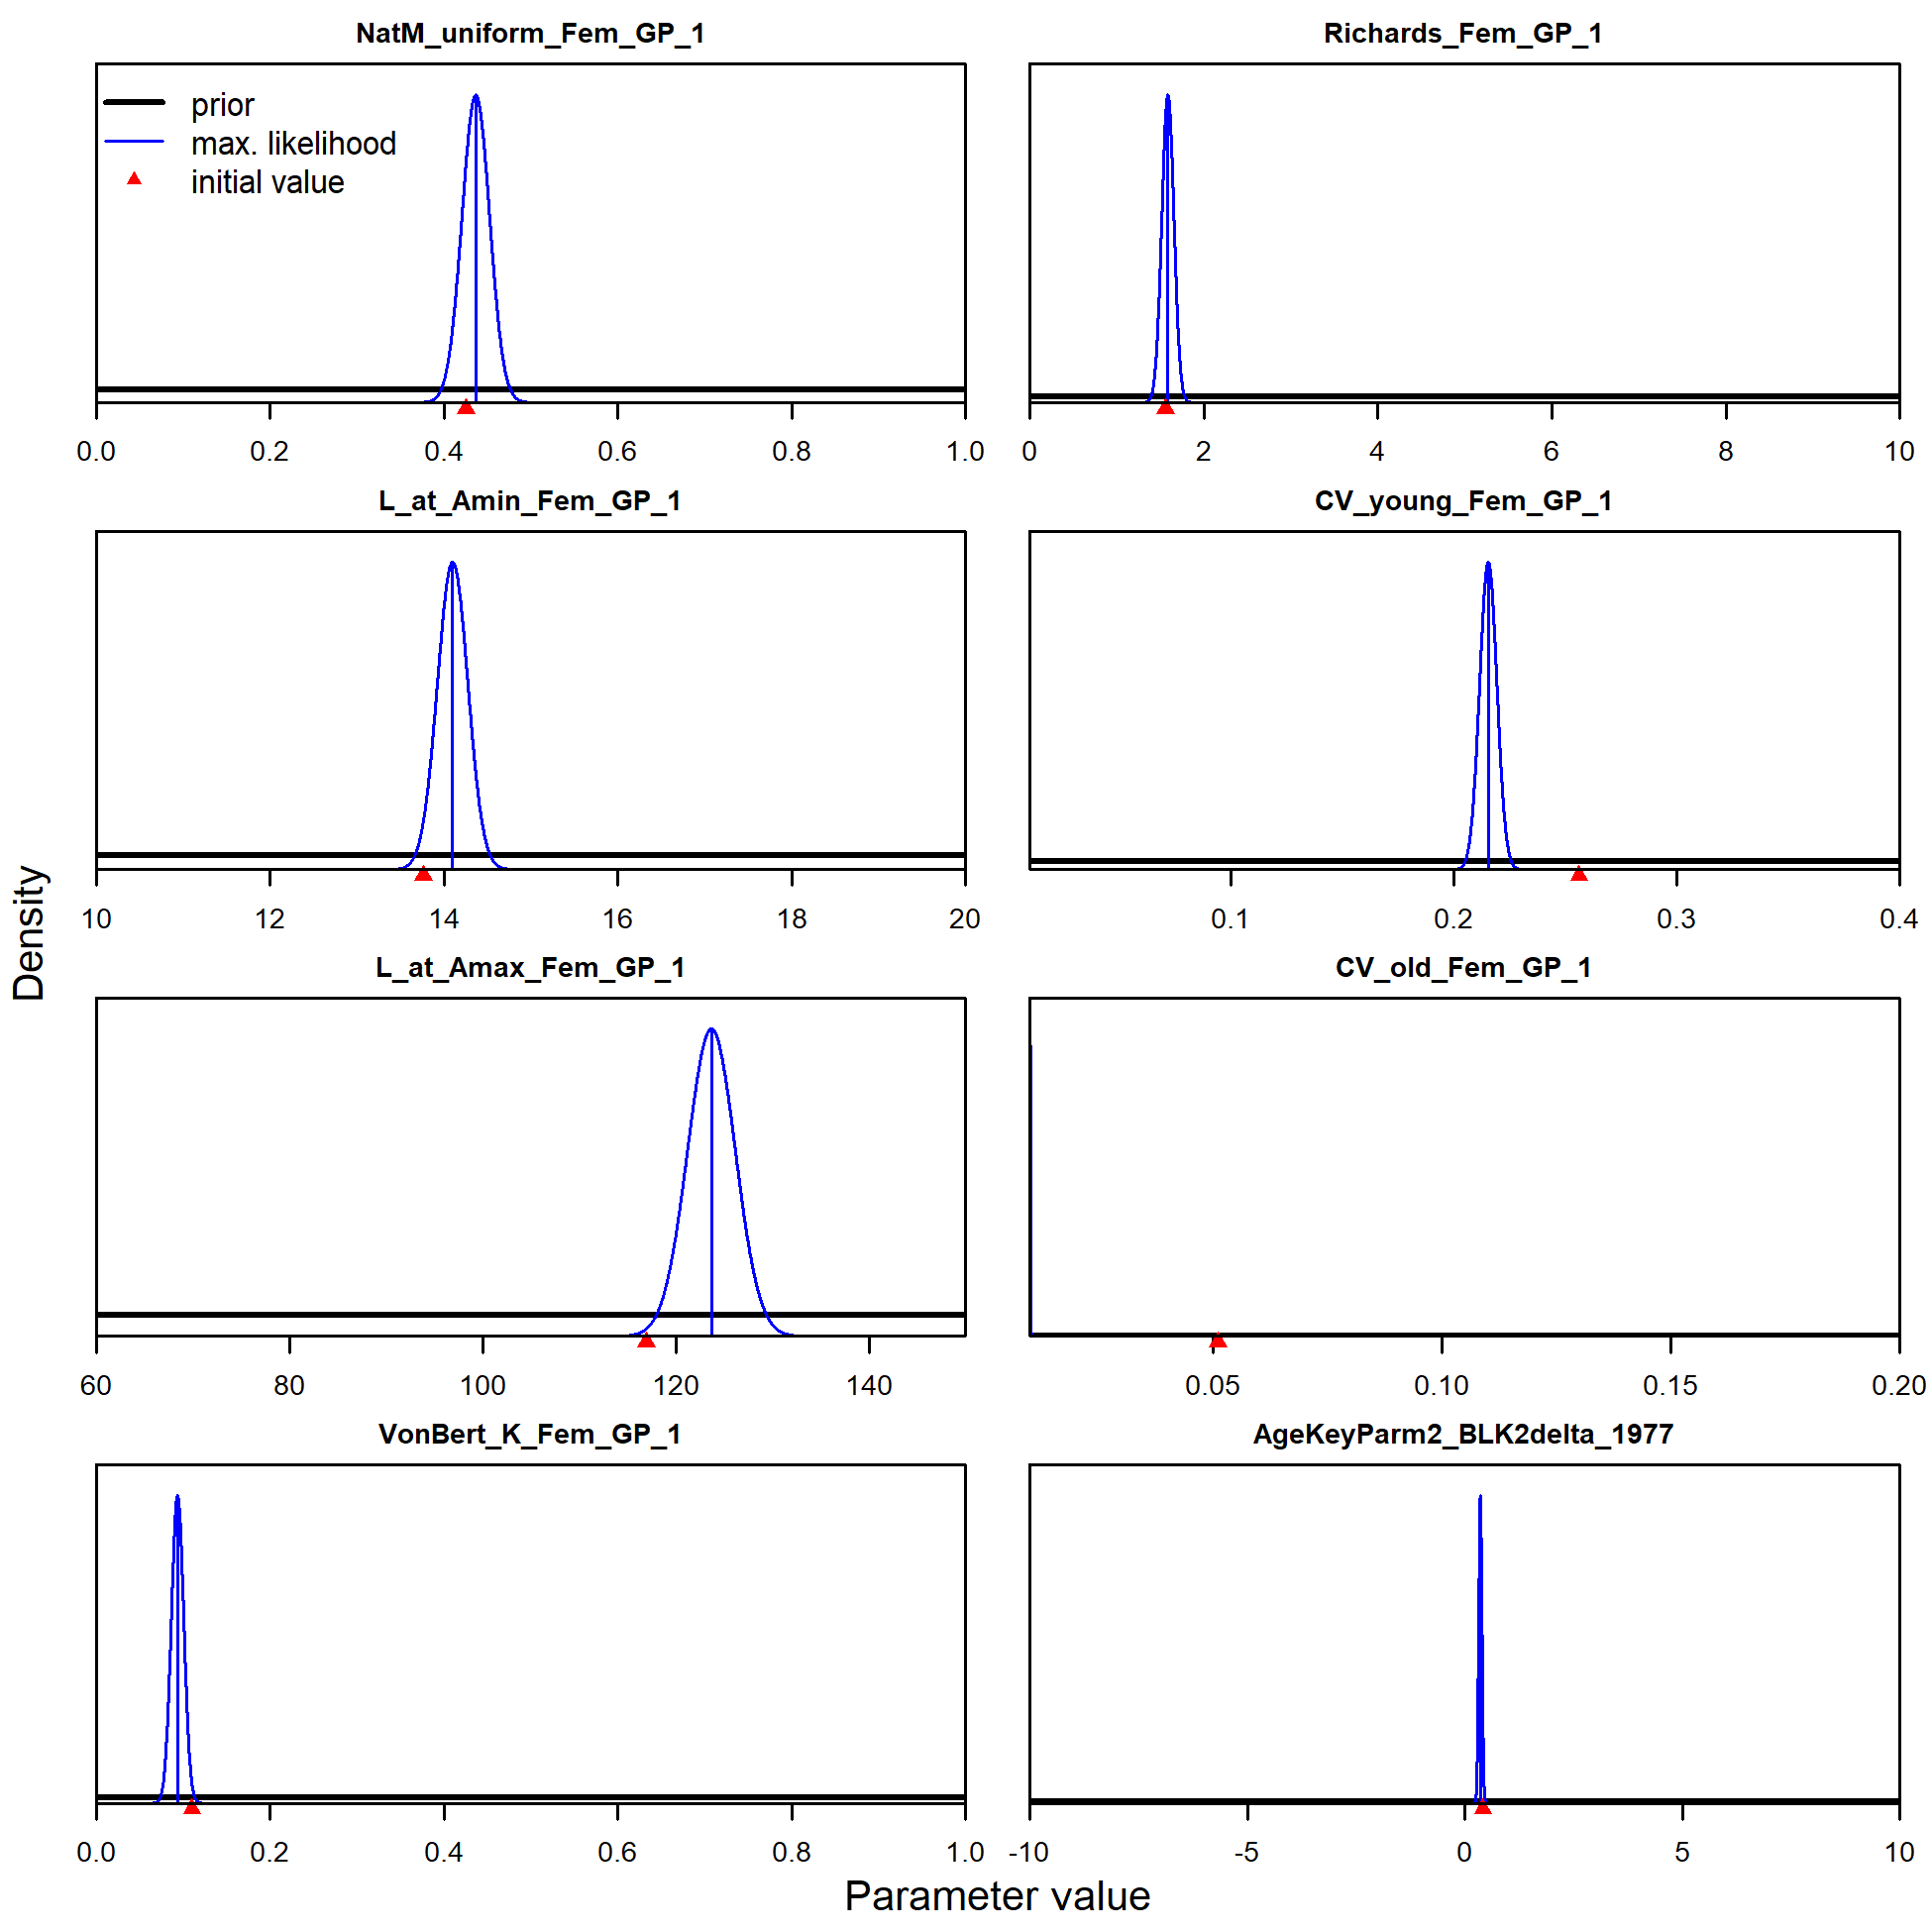 NatM_uniform_Fem_GP_1
prior
max. likelihood
initial value
0.0 0.2 0.4 0.6 0.8 1.0
Richards_Fem_GP_1
0 2 4 6 8 10
L_at_Amin_Fem_GP_1
10 12 14 16 18 20
CV_young_Fem_GP_1
0.1 0.2 0.3 0.4
L_at_Amax_Fem_GP_1
60 80 100 120 140
CV_old_Fem_GP_1
0.05 0.10 0.15 0.20
VonBert_K_Fem_GP_1
0.0 0.2 0.4 0.6 0.8 1.0
AgeKeyParm2_BLK2delta_1977
-10 -5 0 5 10
Density
Parameter value